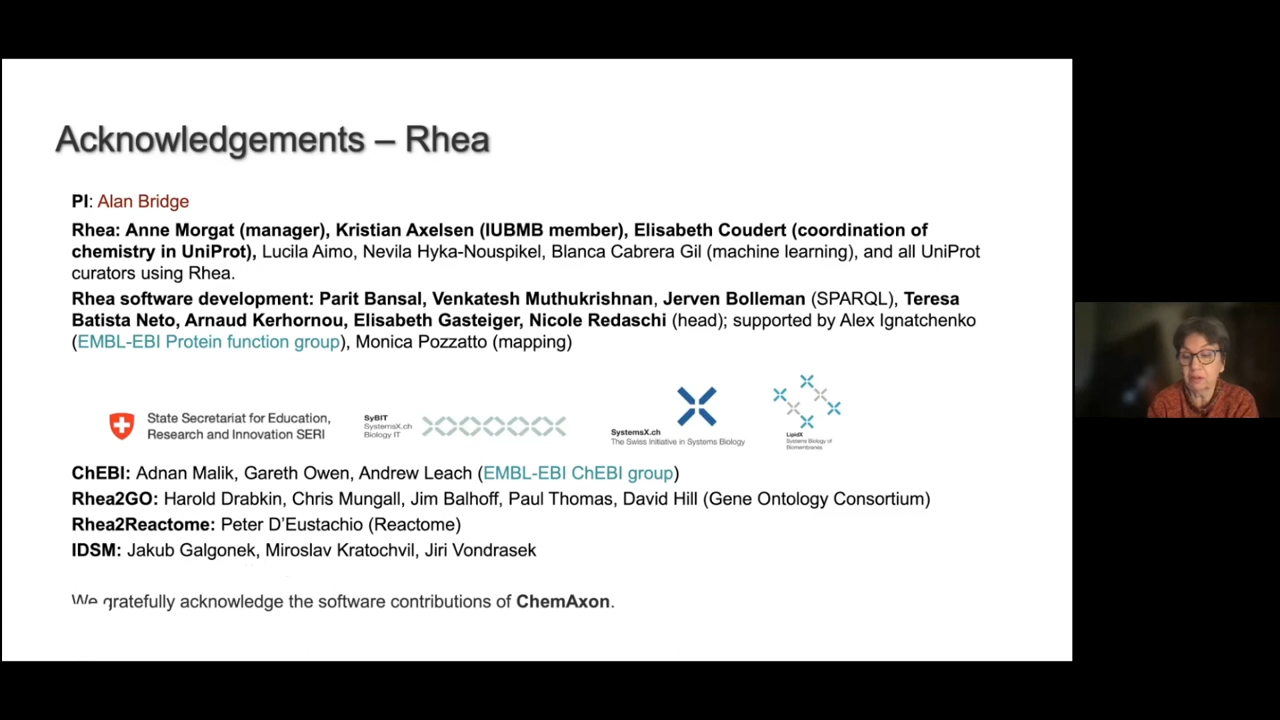 Acknowledgements – Rhea
PI: Alan Bridge
Rhea: Anne Morgat (manager), Kristian Axelsen (IUBMB member), Elisabeth Coudert (coordination of
chemistry in UniProt), Lucila Aimo, Nevila Hyka-Nouspikel, Blanca Cabrera Gil (machine learning), and all UniProt
curators using Rhea.
Rhea software development: Parit Bansal, Venkatesh Muthukrishnan, Jerven Bolleman (SPARQL), Teresa
Batista Neto, Arnaud Kerhornou, Elisabeth Gasteiger, Nicole Redaschi (head); supported by Alex Ignatchenko
(EMBL-EBI Protein function group), Monica Pozzatto (mapping)
State Secretariat for Education,
Research and Innovation SERI
SyBIT
SystemsX.ch
Biology IT
SystemsX.ch
The Swiss Initiative in Systems Biology
LipidX
Systems Biology of
Biomembranes
ChEBI: Adnan Malik, Gareth Owen, Andrew Leach (EMBL-EBI ChEBI group)
Rhea2GO: Harold Drabkin, Chris Mungall, Jim Balhoff, Paul Thomas, David Hill (Gene Ontology Consortium)
Rhea2Reactome: Peter D’Eustachio (Reactome)
IDSM: Jakub Galgonek, Miroslav Kratochvil, Jiri Vondrasek
We gratefully acknowledge the software contributions of ChemAxon.